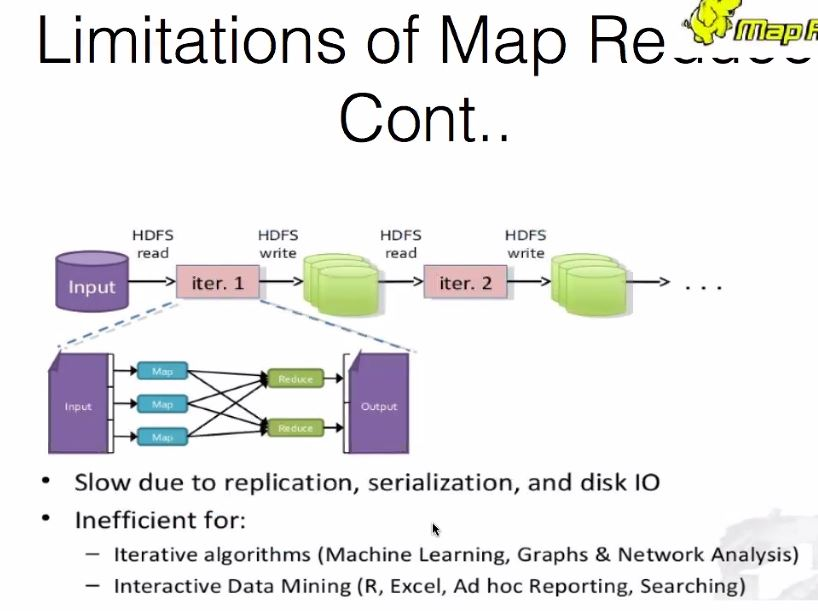 Limitations of Map Reduce
Map R
Cont..
HDFS read
HDFS write
HDFS read
HDFS write
Input
iter. 1
iter. 2
. . .
Input
Map
Map
Map
Reduce
Reduce
Output
• Slow due to replication, serialization, and disk IO
• Inefficient for:
– Iterative algorithms (Machine Learning, Graphs & Network Analysis)
– Interactive Data Mining (R, Excel, Ad hoc Reporting, Searching)